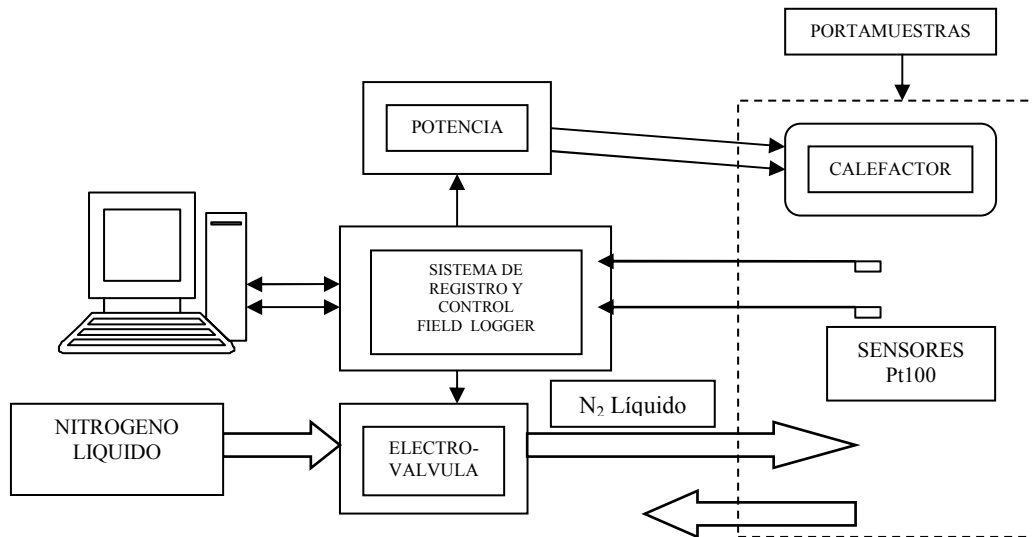 PORTAMUESTRAS
POTENCIA
CALEFACTOR
SISTEMA DE
REGISTRO Y
CONTROL
FIELD LOGGER
SENSORES
Pt100
N₂ Líquido
NITROGENO
LIQUIDO
ELECTRO-
VALVULA